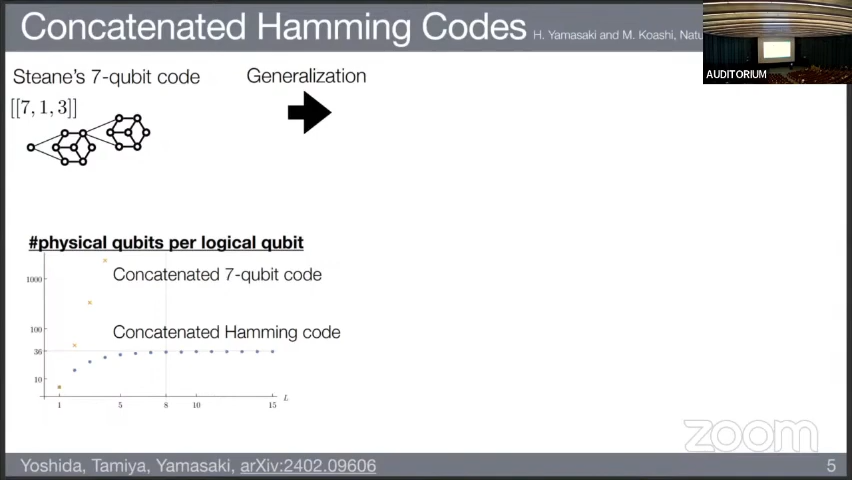 Concatenated Hamming Codes H. Yamasaki and M. Koashi,
AUDITORIUM
Steane's 7-qubit code
Generalization
[[7, 1, 3]]
#physical qubits per logical qubit
Concatenated 7-qubit code
Concatenated Hamming code
1000
100
36
10
1 5 8 10 15 L
zoom
Yoshida, Tamiya, Yamasaki, arXiv:2402.09606
5